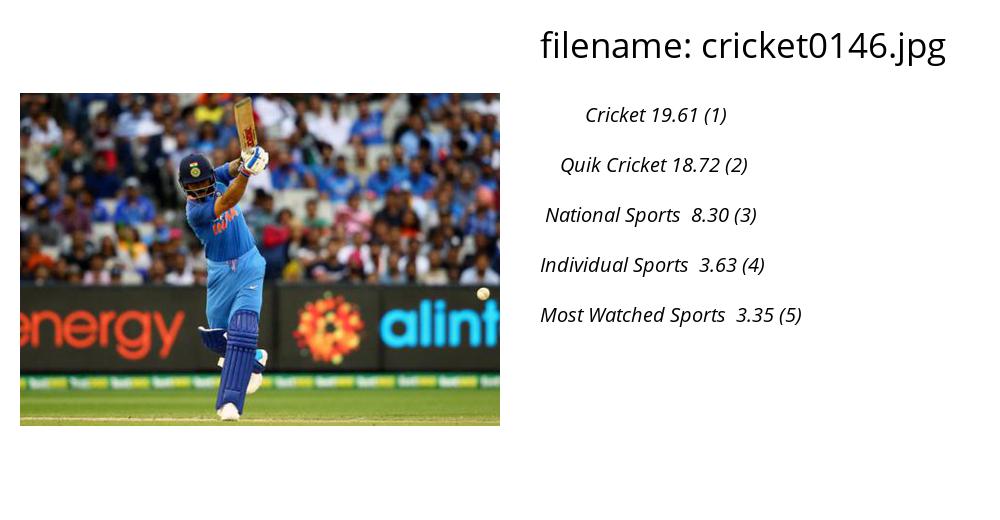 filename: cricket0146.jpg
Cricket 19.61 (1)
Quik Cricket 18.72 (2)
National Sports 8.30 (3)
Individual Sports 3.63 (4)
Most Watched Sports 3.35 (5)
energy
alint